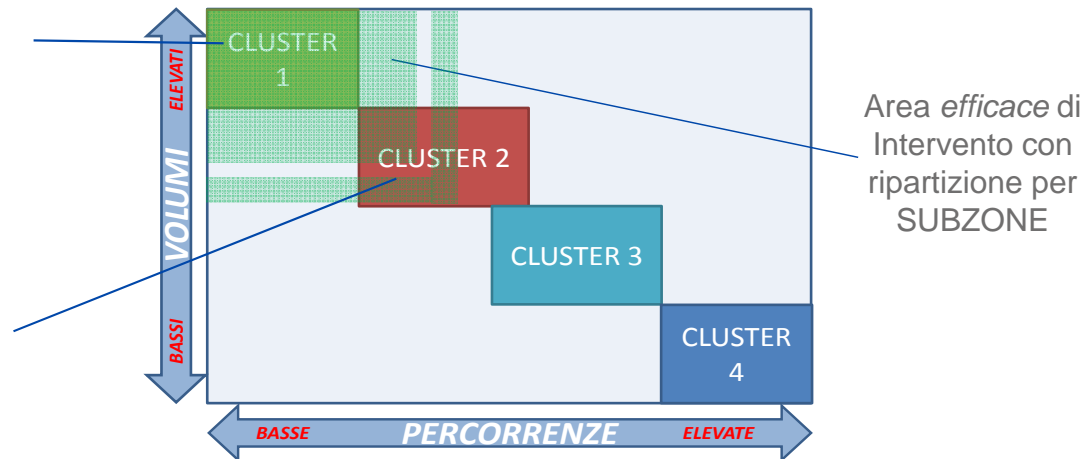 CLUSTER
1
ELEVATI
VOLUMI
BASSI
CLUSTER 2
Area efficace di
Intervento con
ripartizione per
SUBZONE
CLUSTER 3
CLUSTER
4
BASSE
PERCORRENZE
ELEVATE